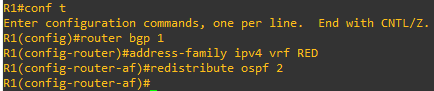 R1#conf t
Enter configuration commands, one per line.  End with CNTL/Z.
R1(config)#router bgp 1
R1(config-router)#address-family ipv4 vrf RED
R1(config-router-af)#redistribute ospf 2
R1(config-router-af)#